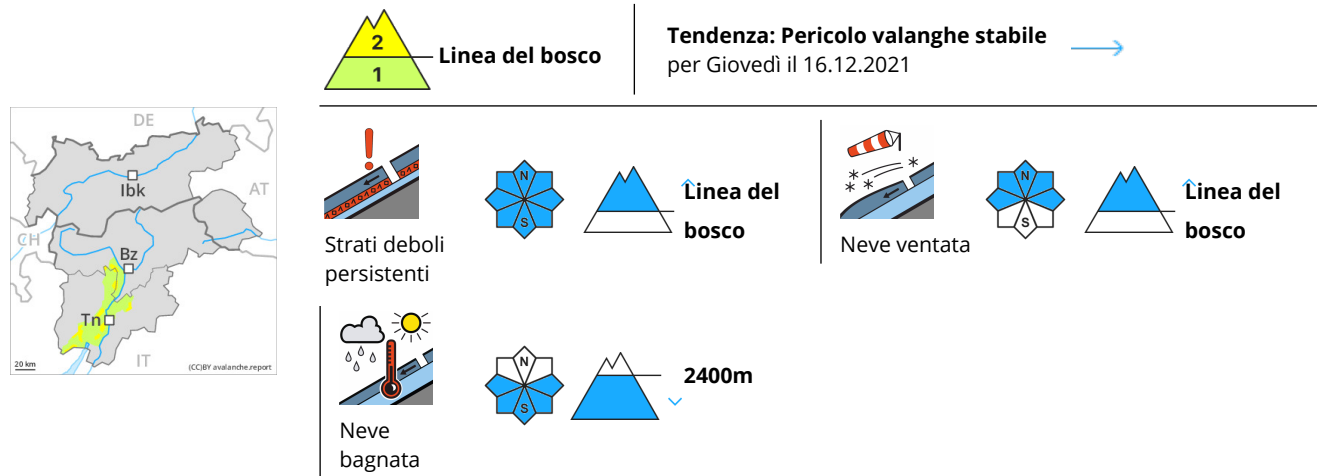 2
1
Linea del bosco
Tendenza: Pericolo valanghe stabile
per Giovedì il 16.12.2021
DE
Ibk
AT
CH
Bz
Tn
IT
20 km
(CC)BY avalanche.report
Strati deboli
persistenti
N
S
Linea del
bosco
Neve ventata
N
S
Linea del
bosco
Neve
bagnata
N
S
2400m